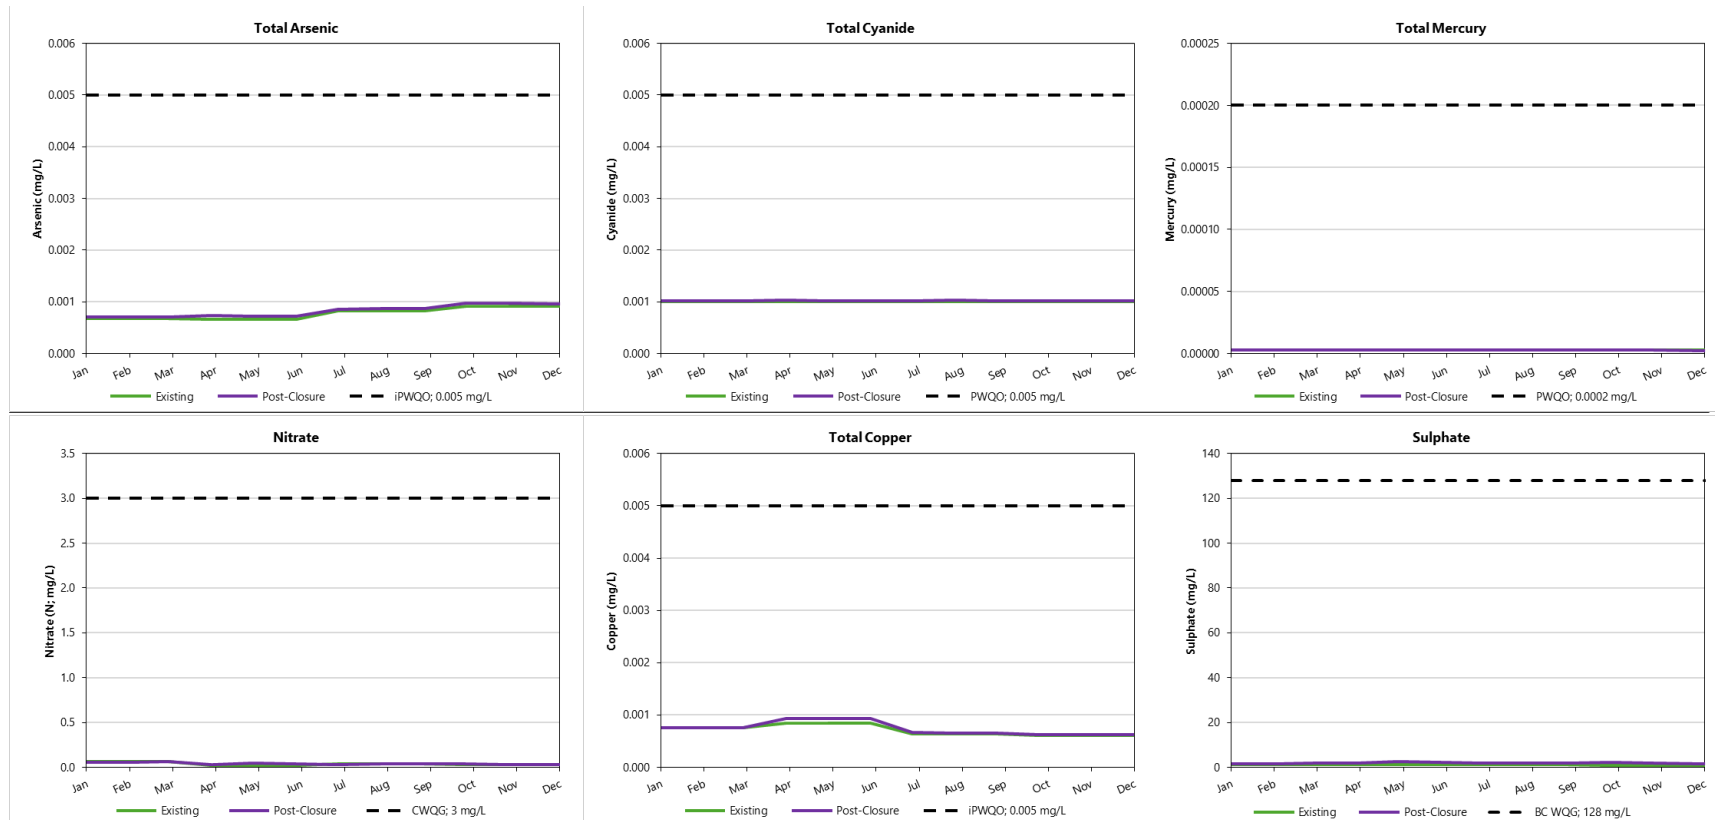 Total Arsenic
0.006
0.005
0.004
0.003
0.002
0.001
0.000
Arsenic (mg/L)
Jan Feb Mar Apr May Jun Jul Aug Sep Oct Nov Dec
Existing Post-Closure iPWQO; 0.005 mg/L
Total Cyanide
0.006
0.005
0.004
0.003
0.002
0.001
0.000
Cyanide (mg/L)
Jan Feb Mar Apr May Jun Jul Aug Sep Oct Nov Dec
Existing Post-Closure PWQO; 0.005 mg/L
Total Mercury
0.00025
0.00020
0.00015
0.00010
0.00005
0.00000
Mercury (mg/L)
Jan Feb Mar Apr May Jun Jul Aug Sep Oct Nov Dec
Existing Post-Closure PWQO; 0.0002 mg/L
Nitrate
3.5
3.0
2.5
2.0
1.5
1.0
0.5
0.0
Nitrate (N; mg/L)
Jan Feb Mar Apr May Jun Jul Aug Sep Oct Nov Dec
Existing Post-Closure CWQG; 3 mg/L
Total Copper
0.006
0.005
0.004
0.003
0.002
0.001
0.000
Copper (mg/L)
Jan Feb Mar Apr May Jun Jul Aug Sep Oct Nov Dec
Existing Post-Closure iPWQO; 0.005 mg/L
Sulphate
140
120
100
80
60
40
20
0
Sulphate (mg/L)
Jan Feb Mar Apr May Jun Jul Aug Sep Oct Nov Dec
Existing Post-Closure BC WQG; 128 mg/L